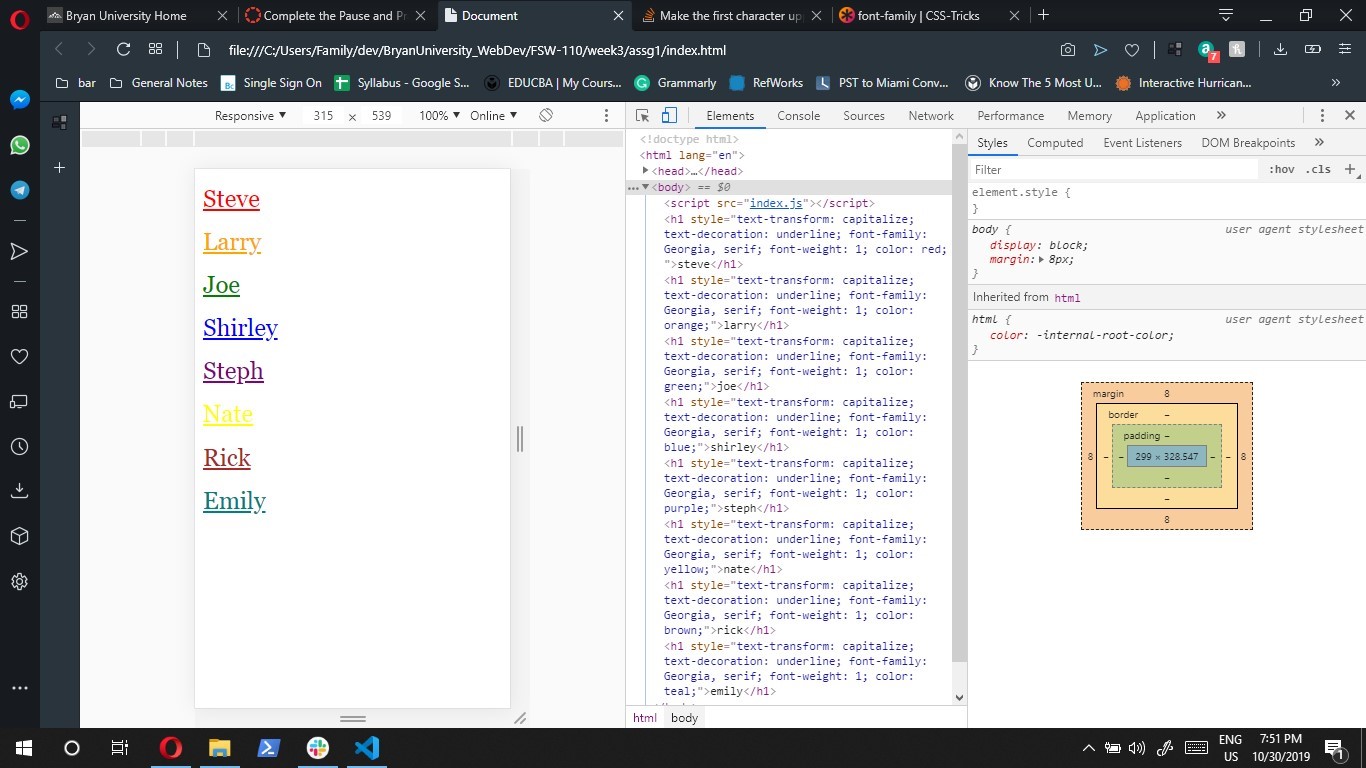 Bryan University Home
Complete the Pause and Pr
Document
Make the first character upp
font-family | CSS-Tricks
file:///C:/Users/Family/dev/BryanUniversity_WebDev/FSW-110/week3/assg1/index.html
7
bar
General Notes
Bc
Single Sign On
Syllabus - Google S...
EDUCBA | My Cours...
Grammarly
RefWorks
PST to Miami Conv...
Know The 5 Most U...
Interactive Hurrican...
»
Responsive
315
x
539
100%
Online
Elements
Console
Sources
Network
Performance
Memory
Application
»
Steve
Larry
Joe
Shirley
Steph
Nate
Rick
Emily
<!doctype html>
<html lang="en">
<head>…</head>
<body> == $0
<script src="index.js"></script>
<h1 style="text-transform: capitalize;
text-decoration: underline; font-family:
Georgia, serif; font-weight: 1; color: red;
">steve</h1>
<h1 style="text-transform: capitalize;
text-decoration: underline; font-family:
Georgia, serif; font-weight: 1; color:
orange;">larry</h1>
<h1 style="text-transform: capitalize;
text-decoration: underline; font-family:
Georgia, serif; font-weight: 1; color:
green;">joe</h1>
<h1 style="text-transform: capitalize;
text-decoration: underline; font-family:
Georgia, serif; font-weight: 1; color:
blue;">shirley</h1>
<h1 style="text-transform: capitalize;
text-decoration: underline; font-family:
Georgia, serif; font-weight: 1; color:
purple;">steph</h1>
<h1 style="text-transform: capitalize;
text-decoration: underline; font-family:
Georgia, serif; font-weight: 1; color:
yellow;">nate</h1>
<h1 style="text-transform: capitalize;
text-decoration: underline; font-family:
Georgia, serif; font-weight: 1; color:
brown;">rick</h1>
<h1 style="text-transform: capitalize;
text-decoration: underline; font-family:
Georgia, serif; font-weight: 1; color:
teal;">emily</h1>
html
body
Styles
Computed
Event Listeners
DOM Breakpoints
»
Filter
:hov .cls +
element.style {
}
body { user agent stylesheet
display: block;
margin: 8px;
}
Inherited from html
html { user agent stylesheet
color: -internal-root-color;
}
margin 8
border –
padding –
8 – – 299 × 328.547 – – 8
–
–
8
ENG
US
7:51 PM
10/30/2019
1